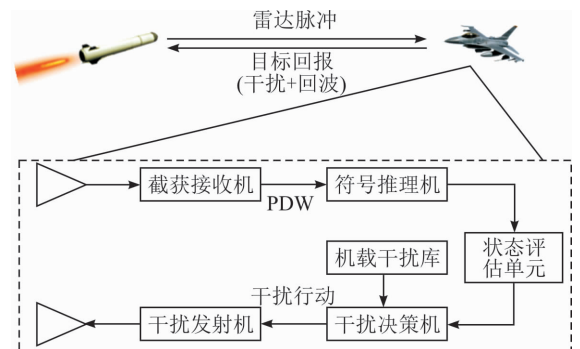 雷达脉冲
目标回报
(干扰+回波)
截获接收机
PDW
符号推理机
状态评
估单元
机载干扰库
干扰行动
干扰发射机
干扰决策机